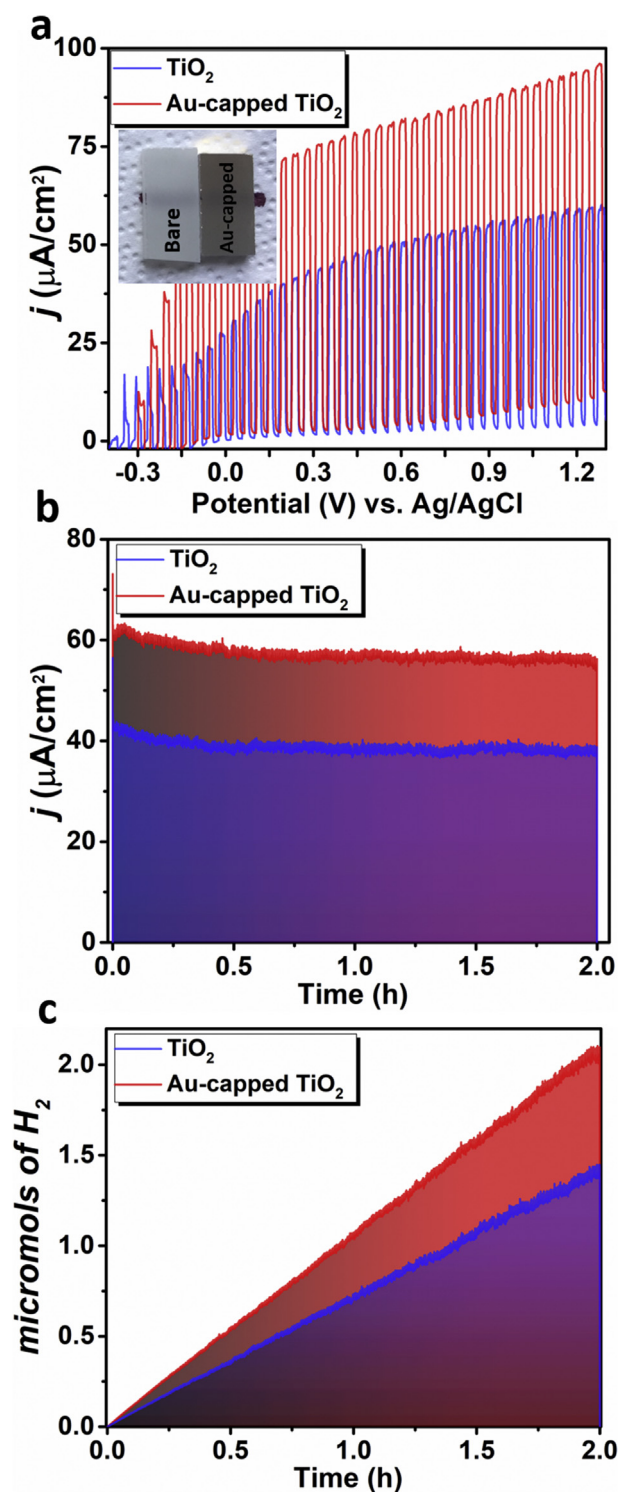 a
100
75
50
25
0
j (μA/cm²)
TiO₂
Au-capped TiO₂
Bare
Au-capped
-0.3 0.0 0.3 0.6 0.9 1.2
Potential (V) vs. Ag/AgCl
b
80
60
40
20
0
j (μA/cm²)
TiO₂
Au-capped TiO₂
0.0 0.5 1.0 1.5 2.0
Time (h)
c
2.0
1.5
1.0
0.5
0.0
micromols of H₂
TiO₂
Au-capped TiO₂
0.0 0.5 1.0 1.5 2.0
Time (h)